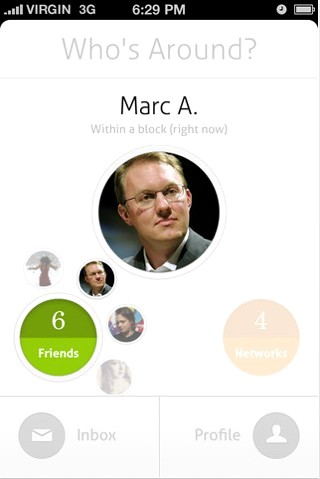 VIRGIN 3G 6:29 PM
Who's Around?
Marc A.
Within a block (right now)
6
Friends
4
Networks
Inbox
Profile